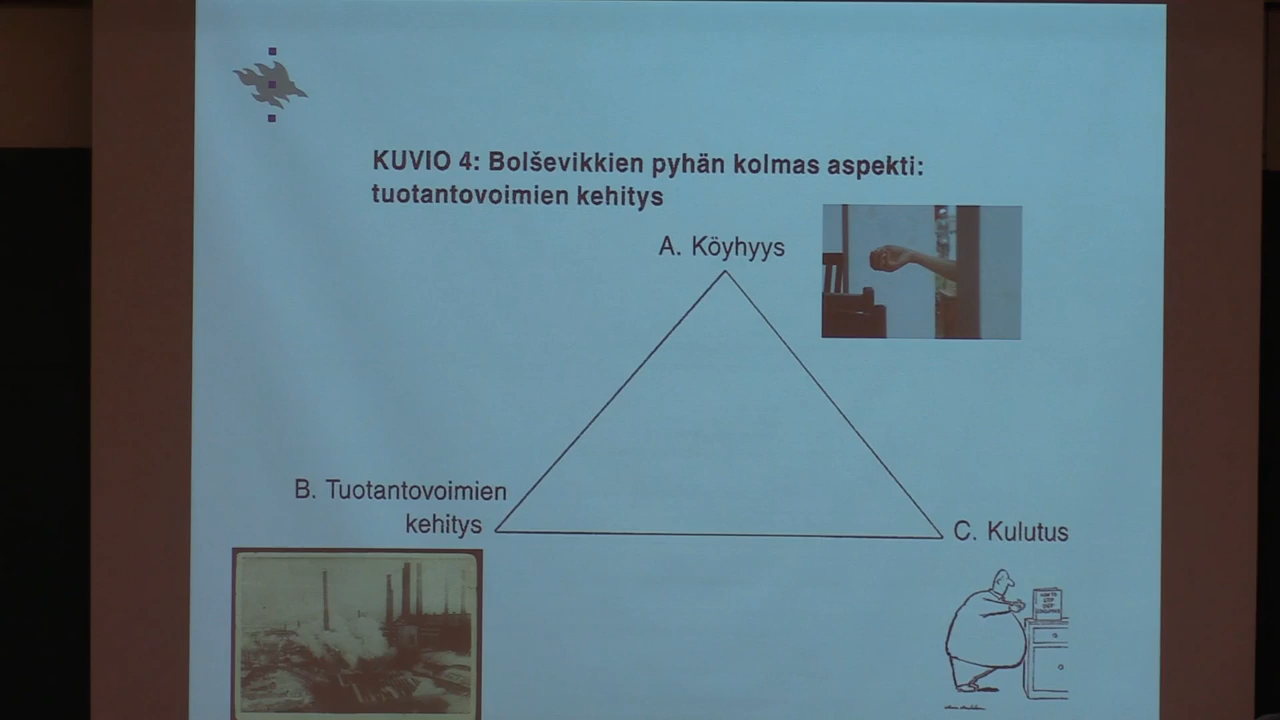 KUVIO 4: Bolševikkien pyhän kolmas aspekti:
tuotantovoimien kehitys
A. Köyhyys
B. Tuotantovoimien
kehitys
C. Kulutus